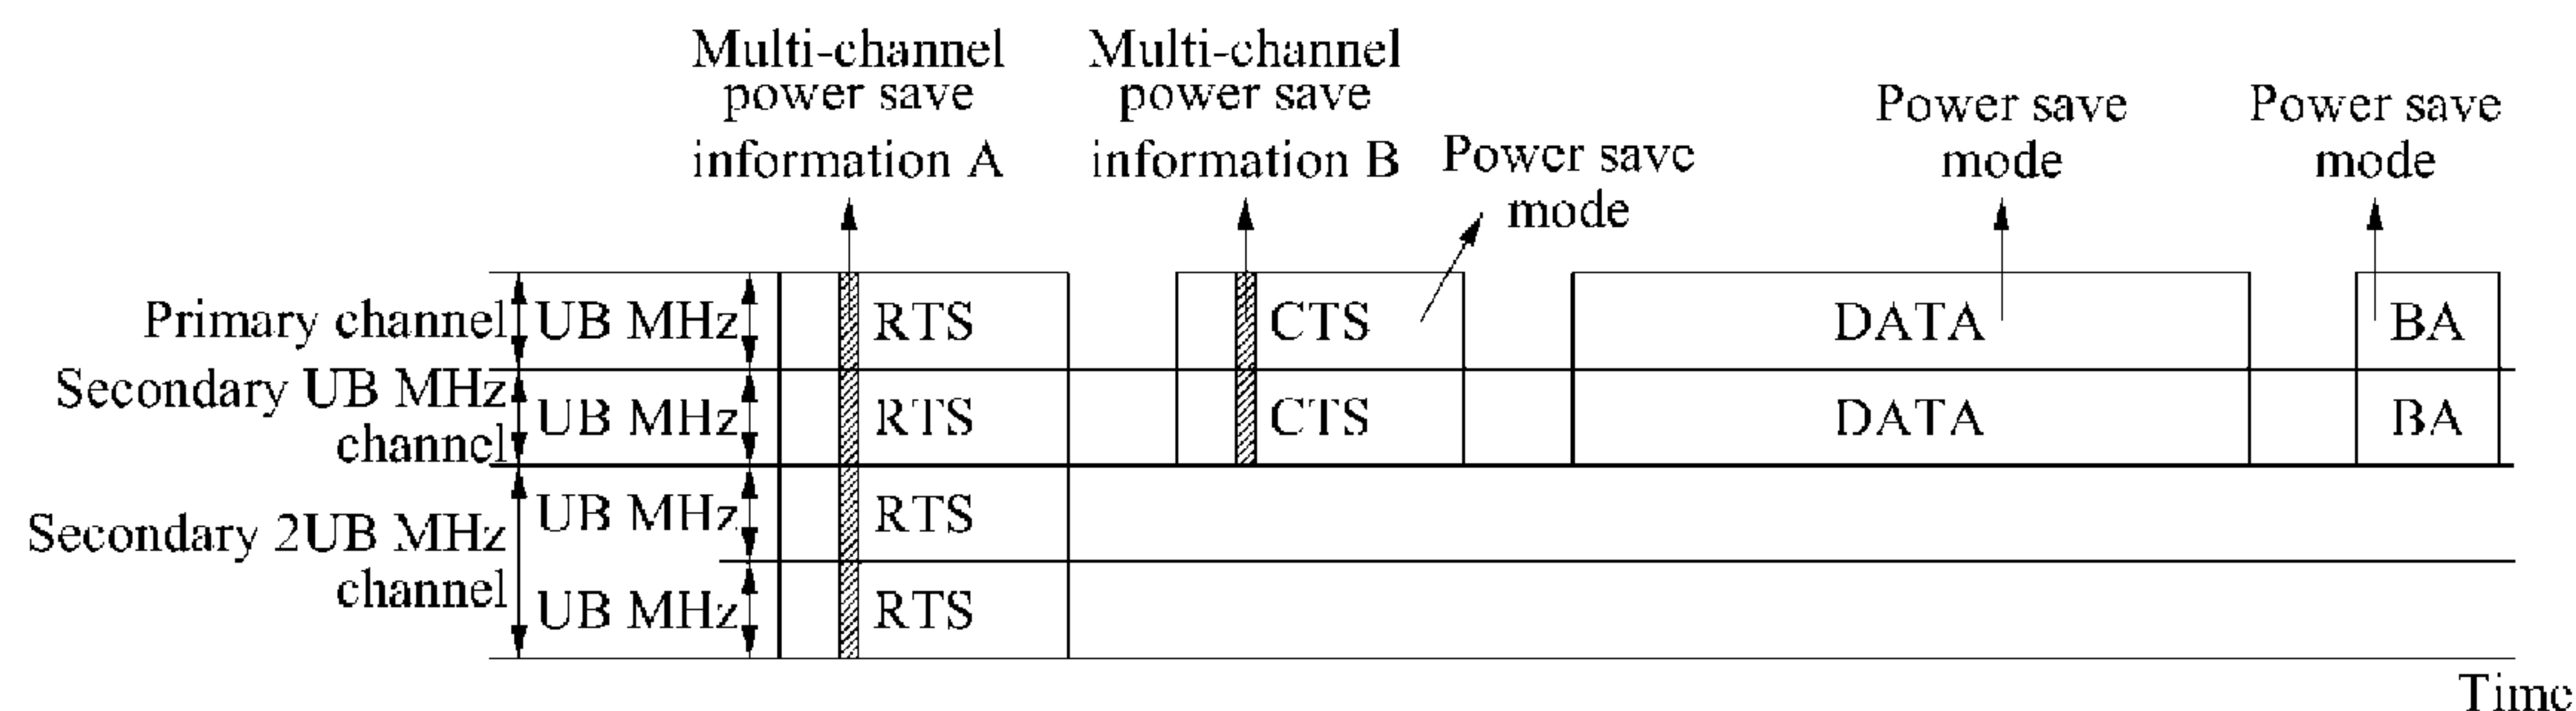 Multi-channel
power save
information A
Multi-channel
power save
information B
Power save
mode
Power save
mode
Power save
mode
Primary channel
UB MHz
RTS
CTS
DATA
BA
Secondary UB MHz
channel
UB MHz
RTS
CTS
DATA
BA
Secondary 2UB MHz
channel
UB MHz
RTS
UB MHz
RTS
Time